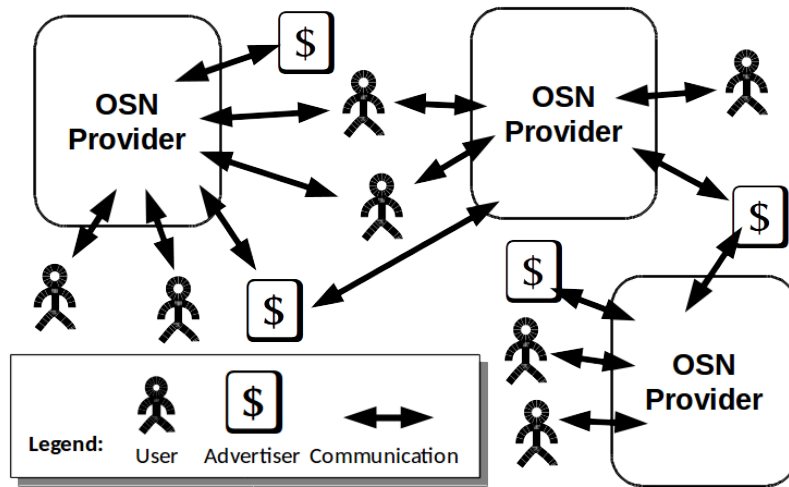 $
OSN
Provider
OSN
Provider
$
$
$
OSN
Provider
$
Legend:
User
Advertiser
Communication